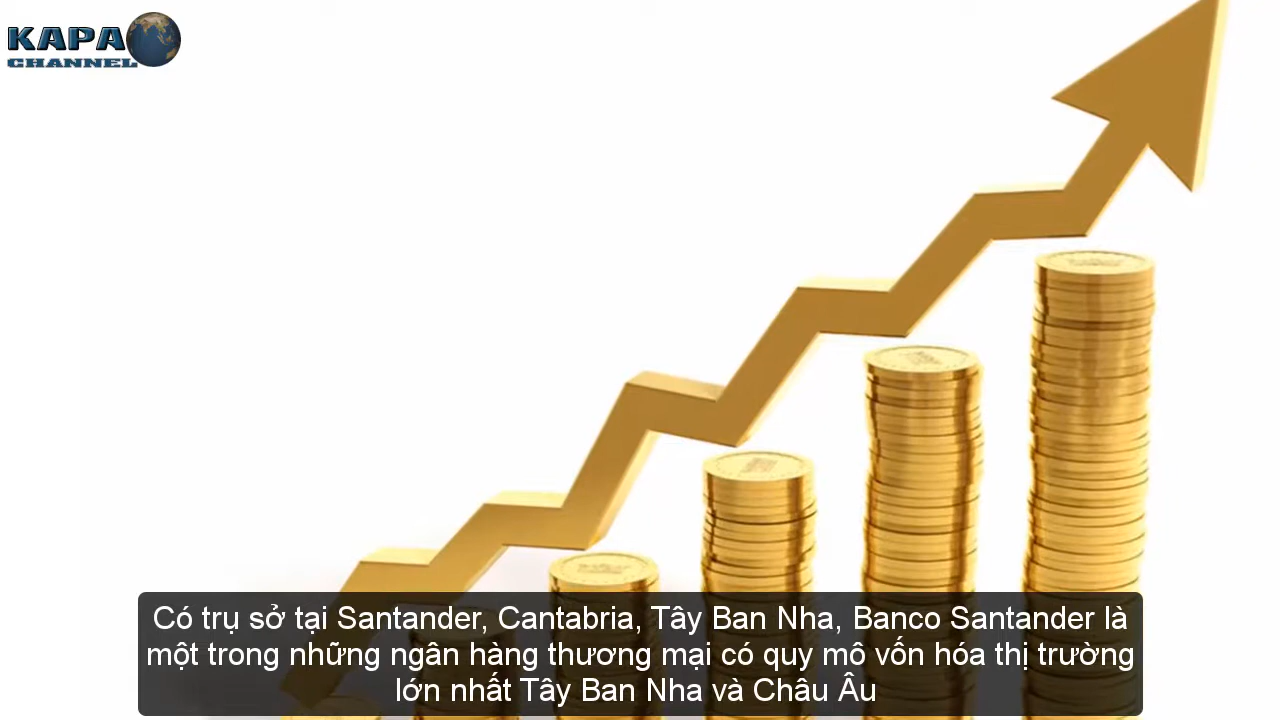 KAPA
CHANNEL
Có trụ sở tại Santander, Cantabria, Tây Ban Nha, Banco Santander là
một trong những ngân hàng thương mại có quy mô vốn hóa thị trường
lớn nhất Tây Ban Nha và Châu Âu